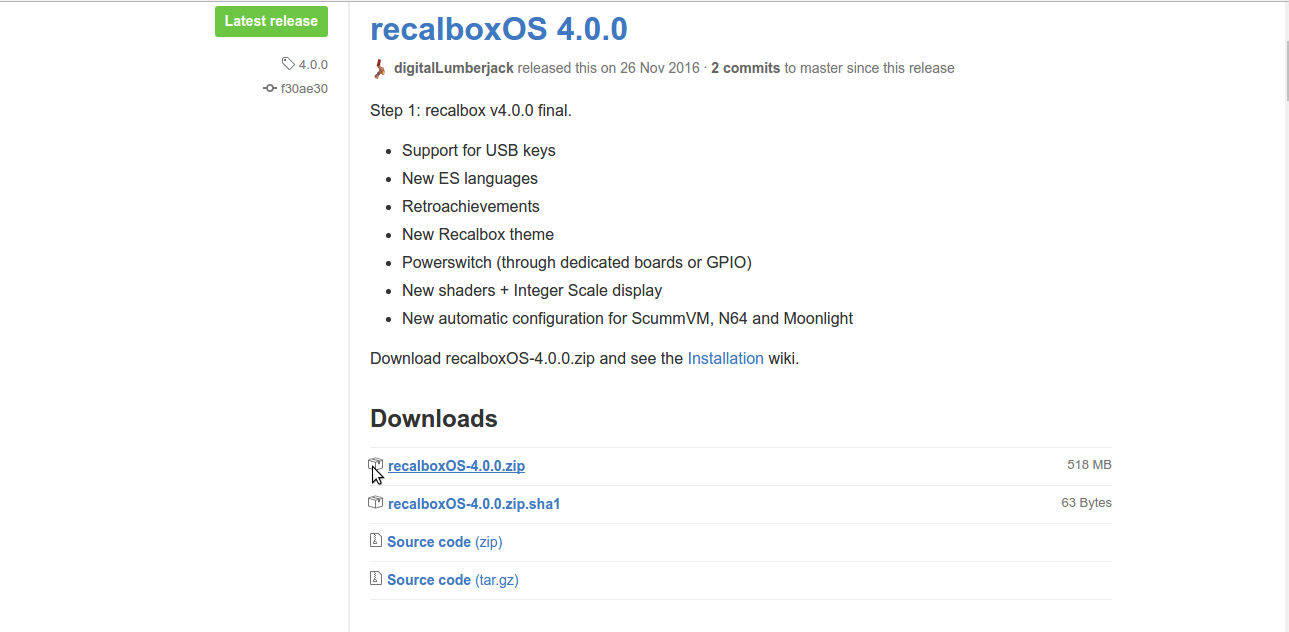 Latest release
4.0.0
f30ae30
recalboxOS 4.0.0
digitalLumberjack released this on 26 Nov 2016 · 2 commits to master since this release
Step 1: recalbox v4.0.0 final.
Support for USB keys
New ES languages
Retroachievements
New Recalbox theme
Powerswitch (through dedicated boards or GPIO)
New shaders + Integer Scale display
New automatic configuration for ScummVM, N64 and Moonlight
Download recalboxOS-4.0.0.zip and see the Installation wiki.
Downloads
recalboxOS-4.0.0.zip 518 MB
recalboxOS-4.0.0.zip.sha1 63 Bytes
Source code (zip)
Source code (tar.gz)